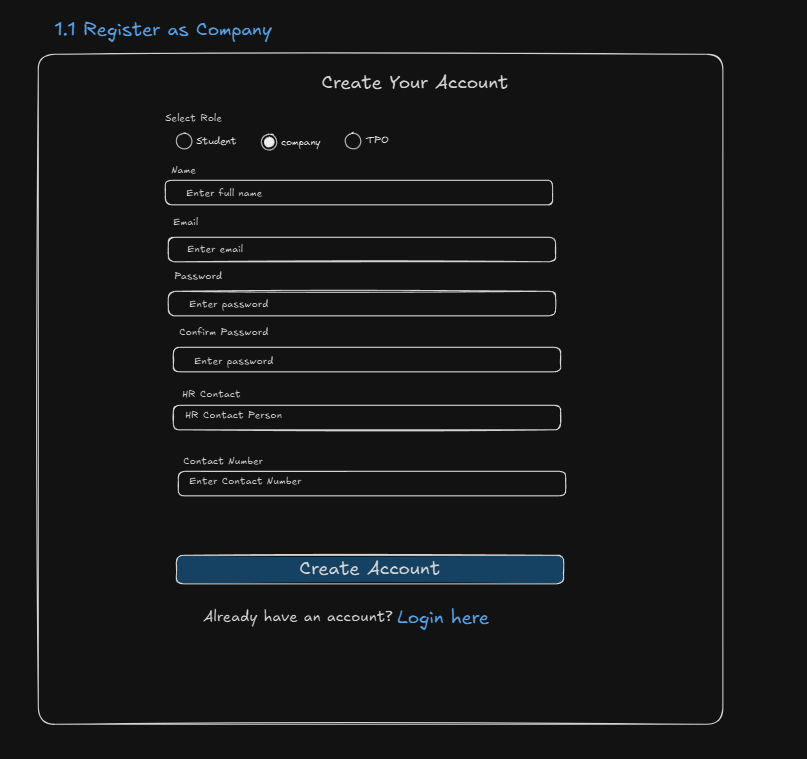 1.1 Register as Company
Create Your Account
Select Role
Student company TPO
Name
Enter full name
Email
Enter email
Password
Enter password
Confirm Password
Enter password
HR Contact
HR Contact Person
Contact Number
Enter Contact Number
Create Account
Already have an account? Login here